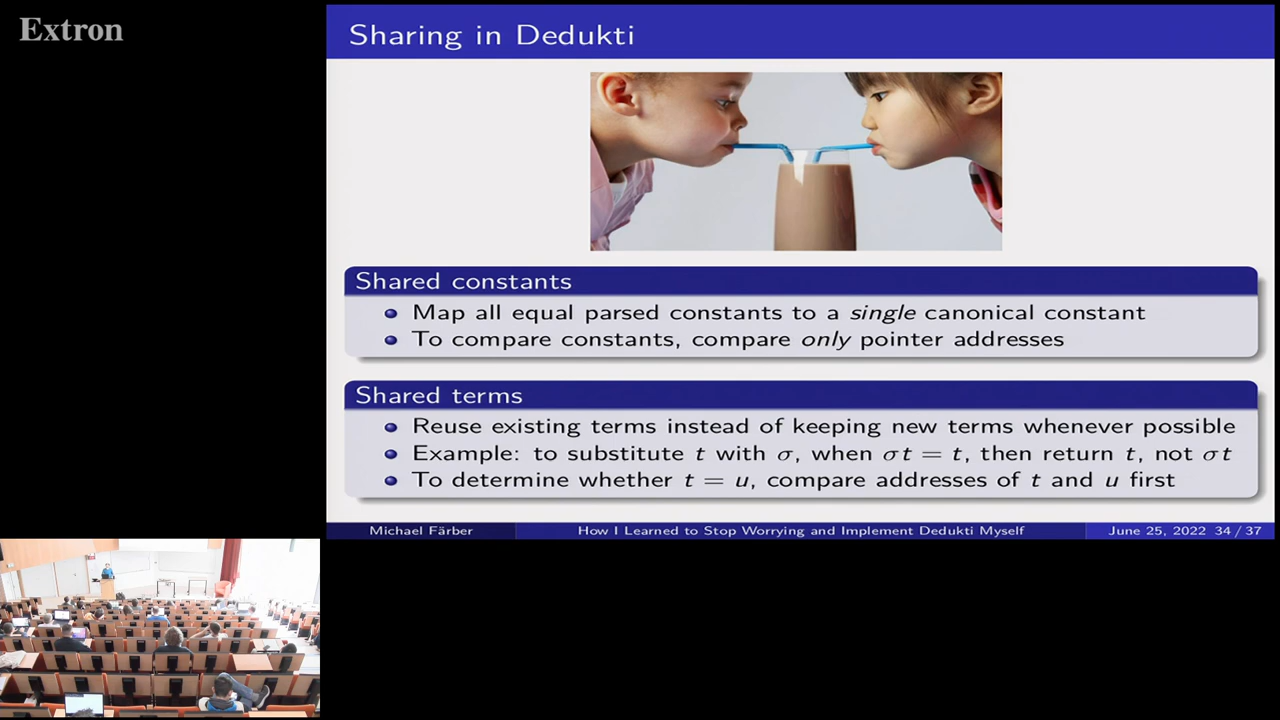 Extron
Sharing in Dedukti
Shared constants
Map all equal parsed constants to a single canonical constant
To compare constants, compare only pointer addresses
Shared terms
Reuse existing terms instead of keeping new terms whenever possible
Example: to substitute t with σ, when σt = t, then return t, not σt
To determine whether t = u, compare addresses of t and u first
Michael Färber How I Learned to Stop Worrying and Implement Dedukti Myself June 25, 2022 34 / 37